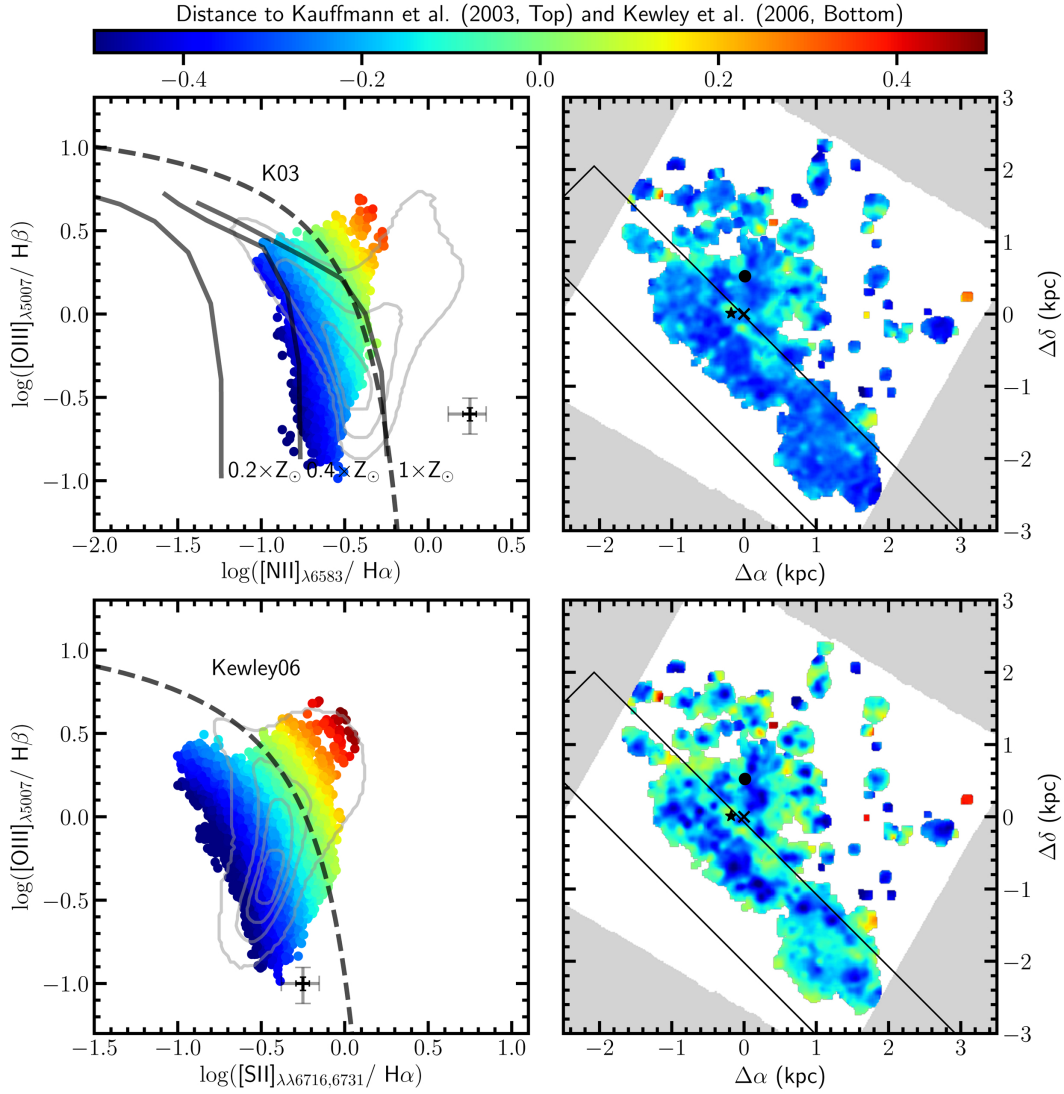 Distance to Kauffmann et al. (2003, Top) and Kewley et al. (2006, Bottom)
−0.4 −0.2 0.0 0.2 0.4
K03
0.2×Z⊙ 0.4×Z⊙ 1×Z⊙
1.0
0.5
0.0
−0.5
−1.0
log([OIII]λ5007/ Hβ)
−2.0 −1.5 −1.0 −0.5 0.0 0.5
log([NII]λ6583/ Hα)
3
2
1
0
−1
−2
−3
Δδ (kpc)
−2 −1 0 1 2 3
Δα (kpc)
Kewley06
1.0
0.5
0.0
−0.5
−1.0
log([OIII]λ5007/ Hβ)
−1.5 −1.0 −0.5 0.0 0.5 1.0
log([SII]λλ6716,6731/ Hα)
3
2
1
0
−1
−2
−3
Δδ (kpc)
−2 −1 0 1 2 3
Δα (kpc)